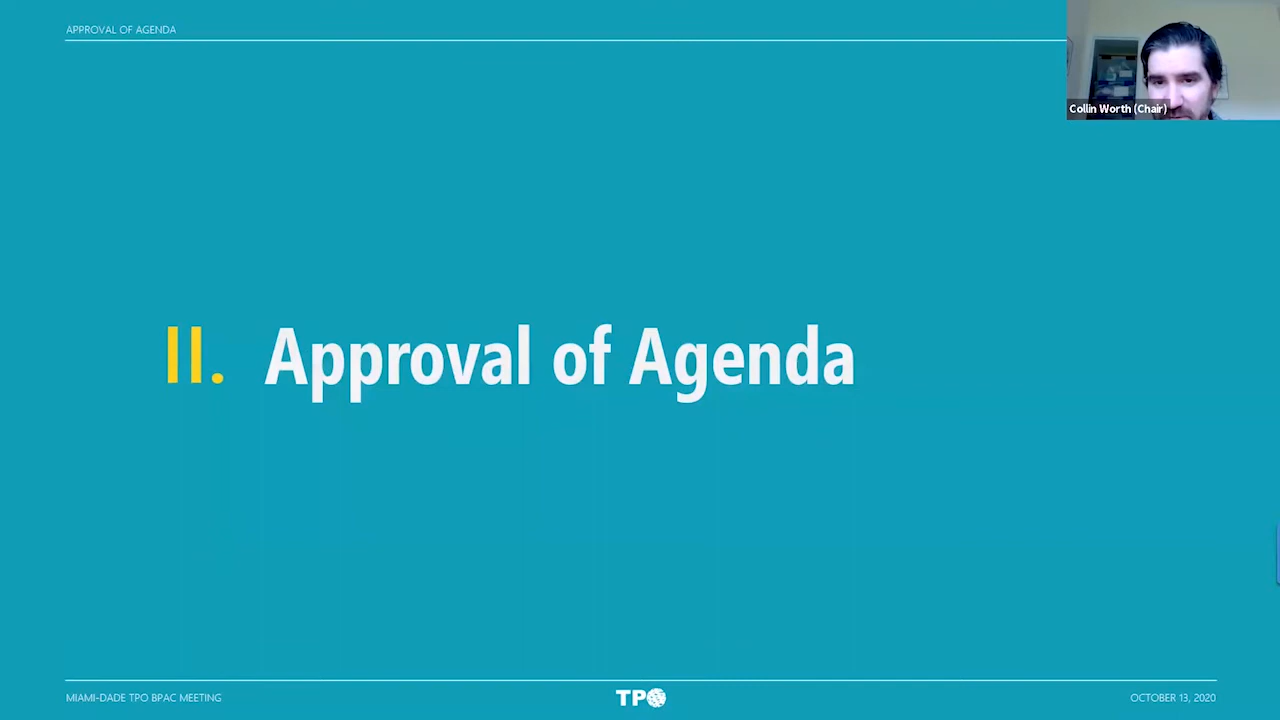 APPROVAL OF AGENDA
Collin Worth (Chair)
II. Approval of Agenda
MIAMI-DADE TPO BPAC MEETING
TPO
OCTOBER 13, 2020